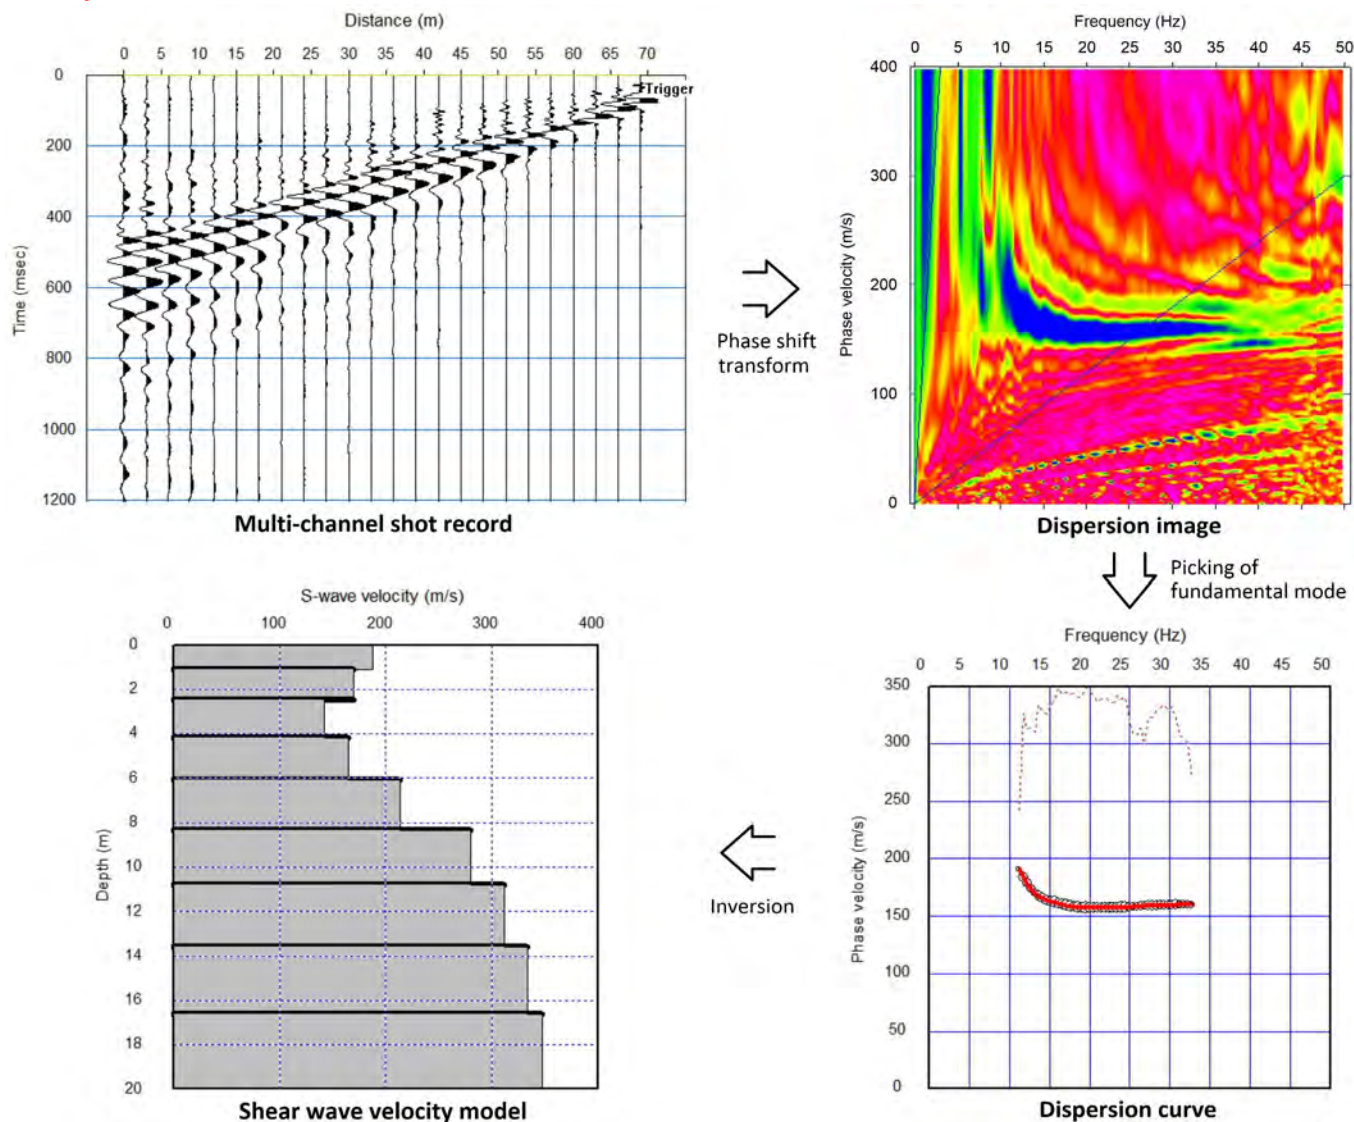 Distance (m)
0 5 10 15 20 25 30 35 40 45 50 55 60 65 70
Trigger
0
200
400
600
800
1000
1200
Time (msec)
Multi-channel shot record
Phase shift
transform
Frequency (Hz)
0 5 10 15 20 25 30 35 40 45 50
400
300
200
100
0
Phase velocity (m/s)
Dispersion image
Picking of
fundamental mode
Frequency (Hz)
0 5 10 15 20 25 30 35 40 45 50
350
300
250
200
150
100
50
0
Phase velocity (m/s)
Dispersion curve
Inversion
S-wave velocity (m/s)
0 100 200 300 400
0
2
4
6
8
10
12
14
16
18
20
Depth (m)
Shear wave velocity model